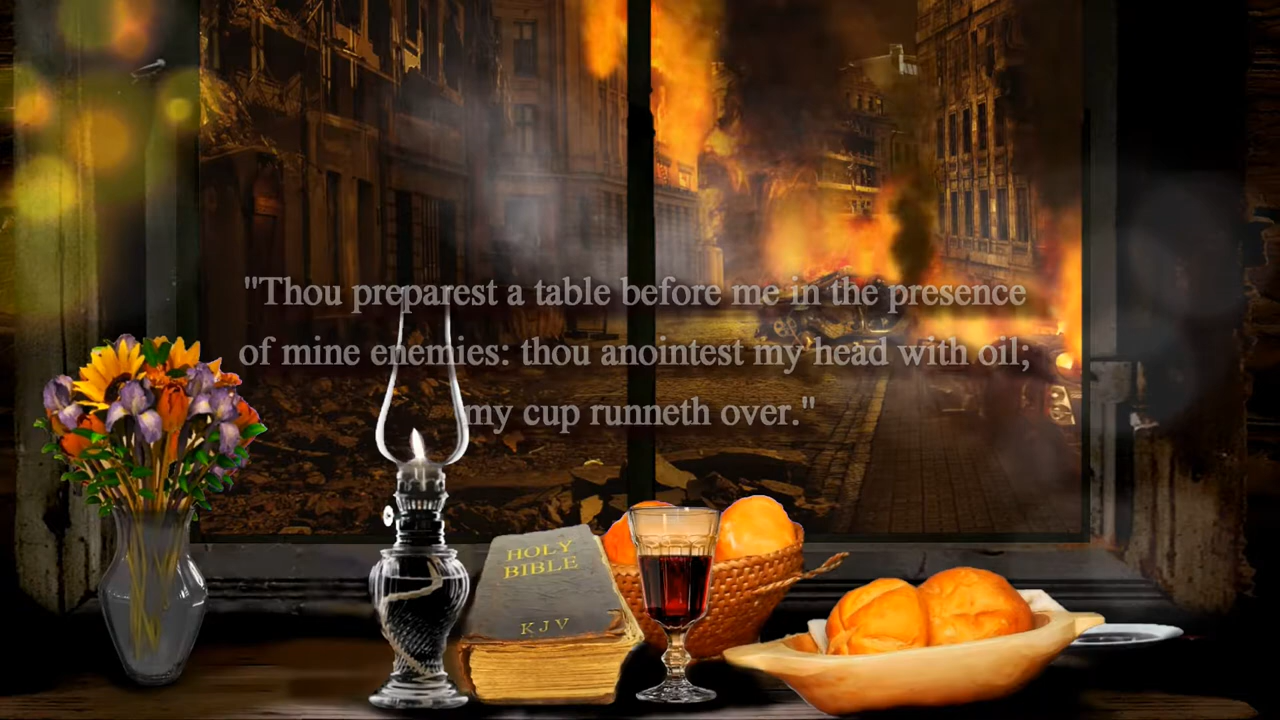 "Thou preparest a table before me in the presence
of mine enemies: thou anointest my head with oil;
my cup runneth over."
HOLY
BIBLE
KJV